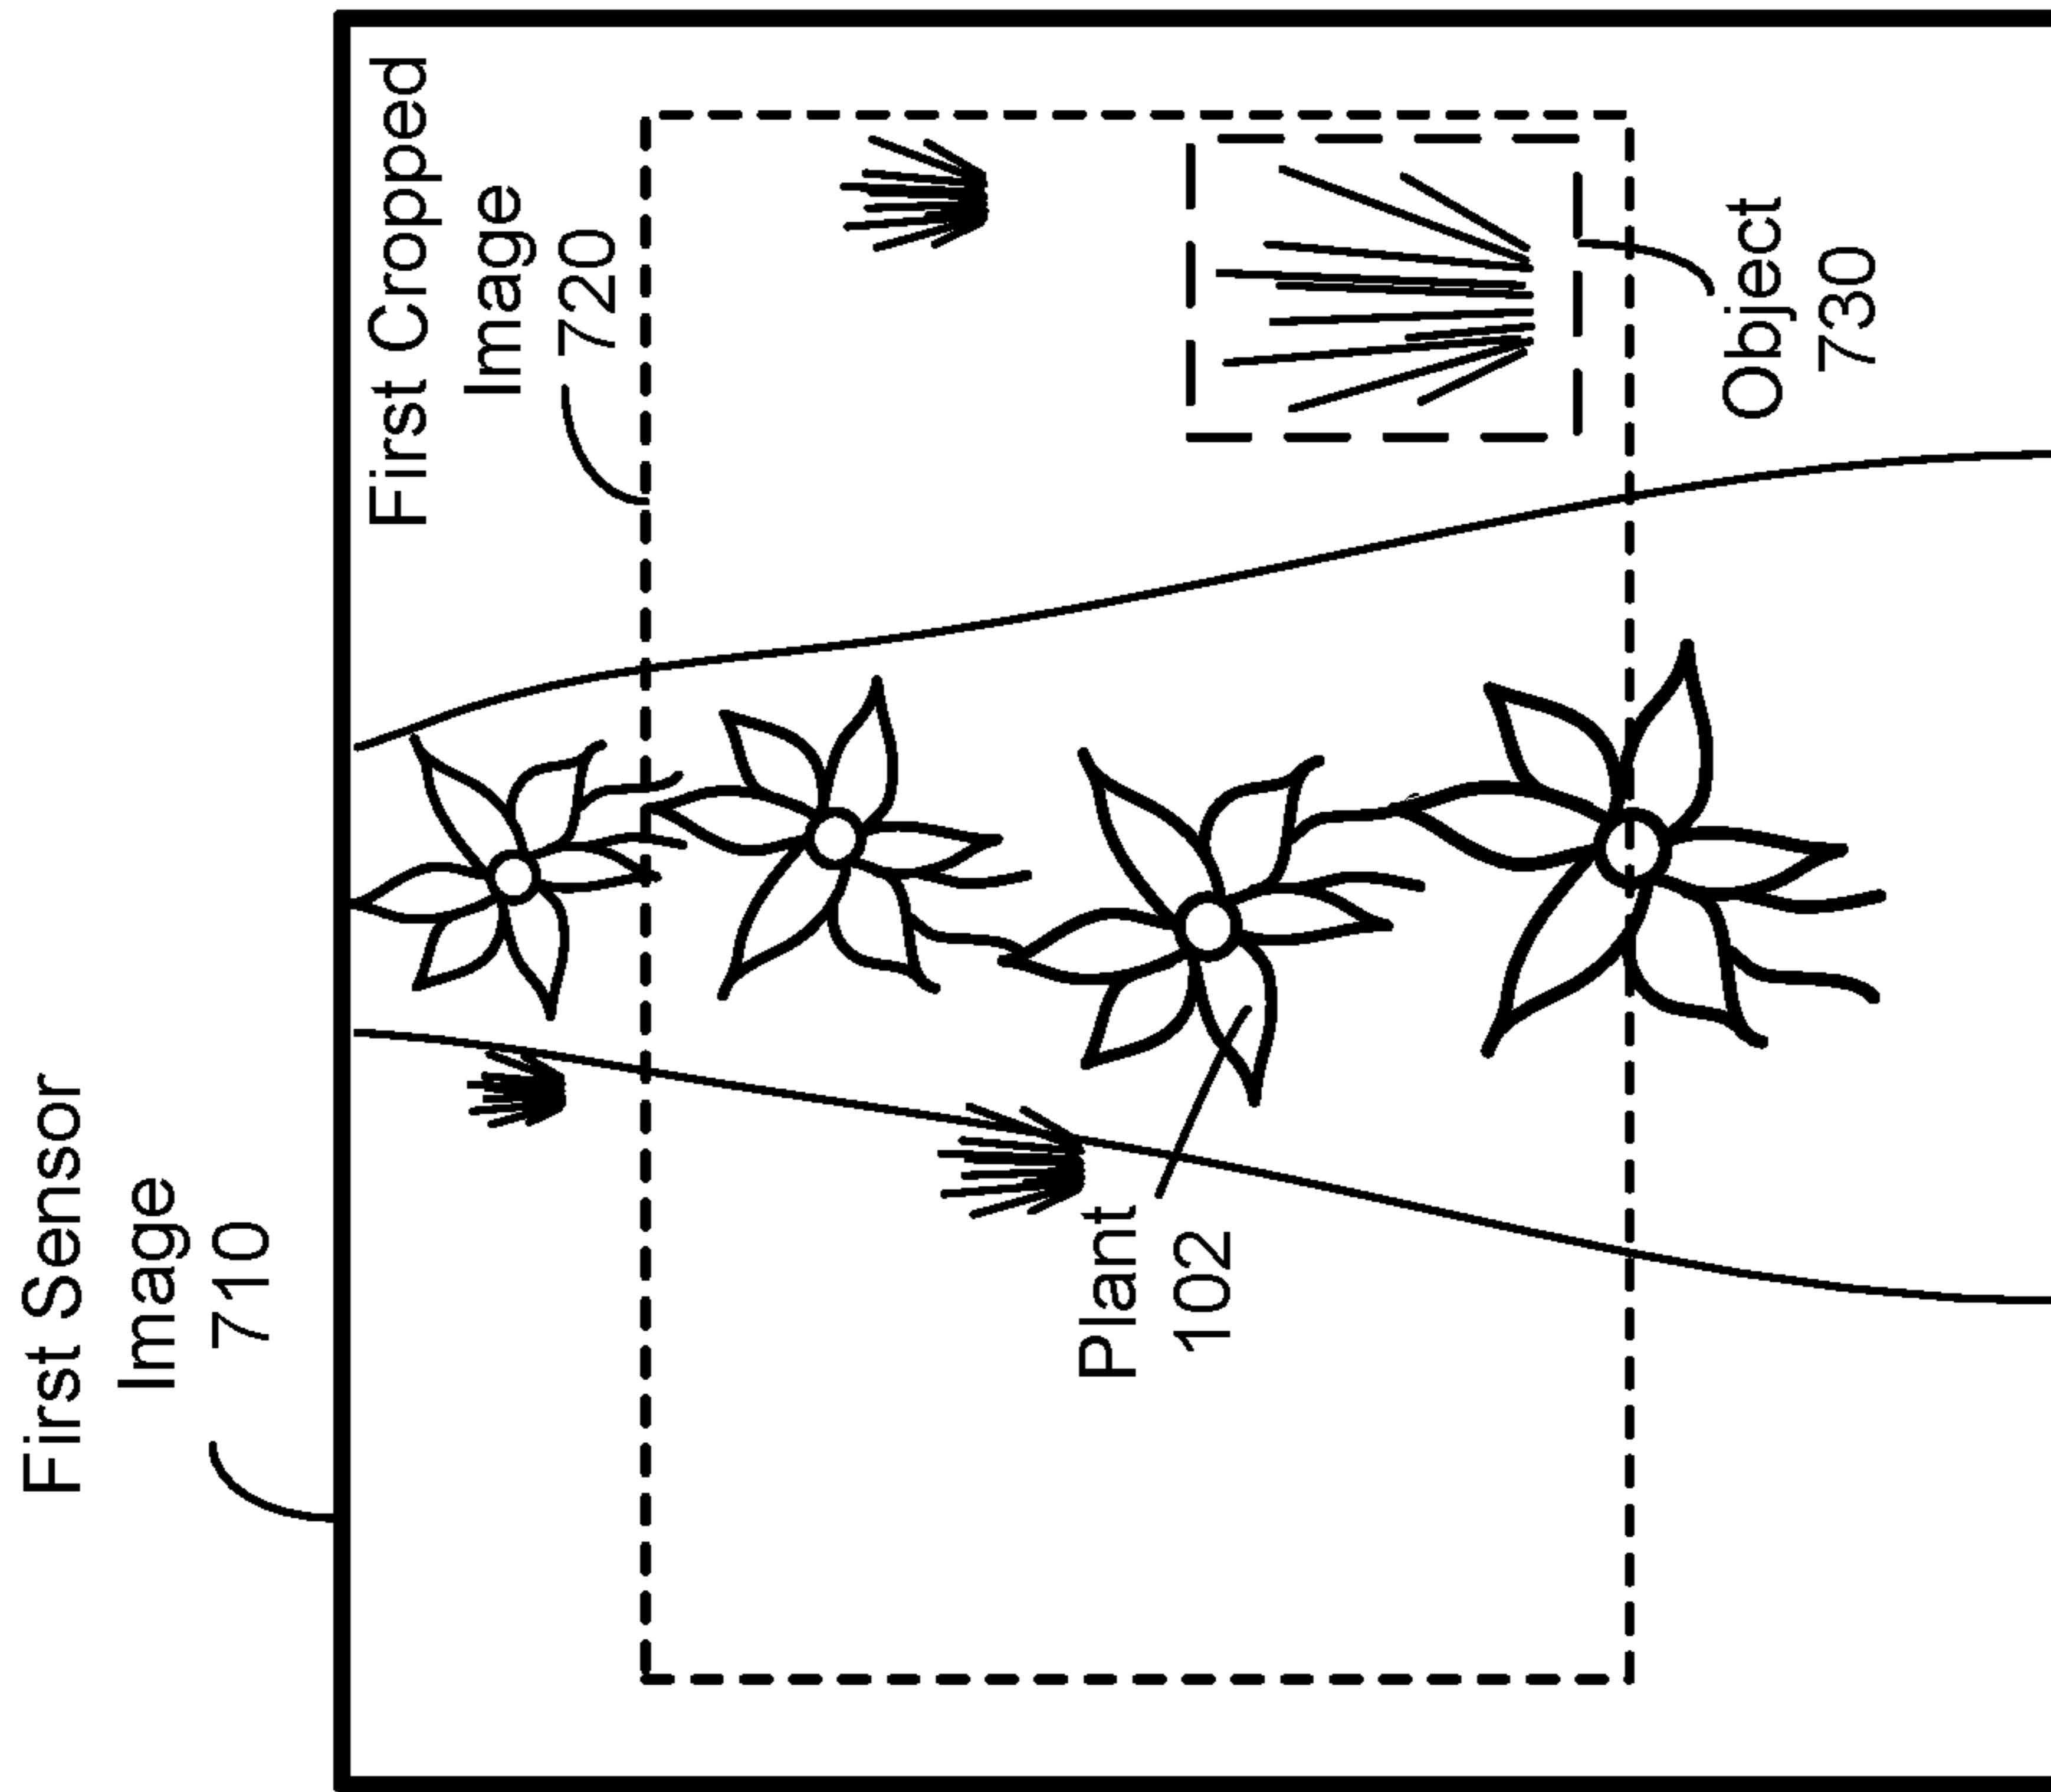 First Sensor
Image
710
First Cropped
Image
720
Plant
102
Object
730